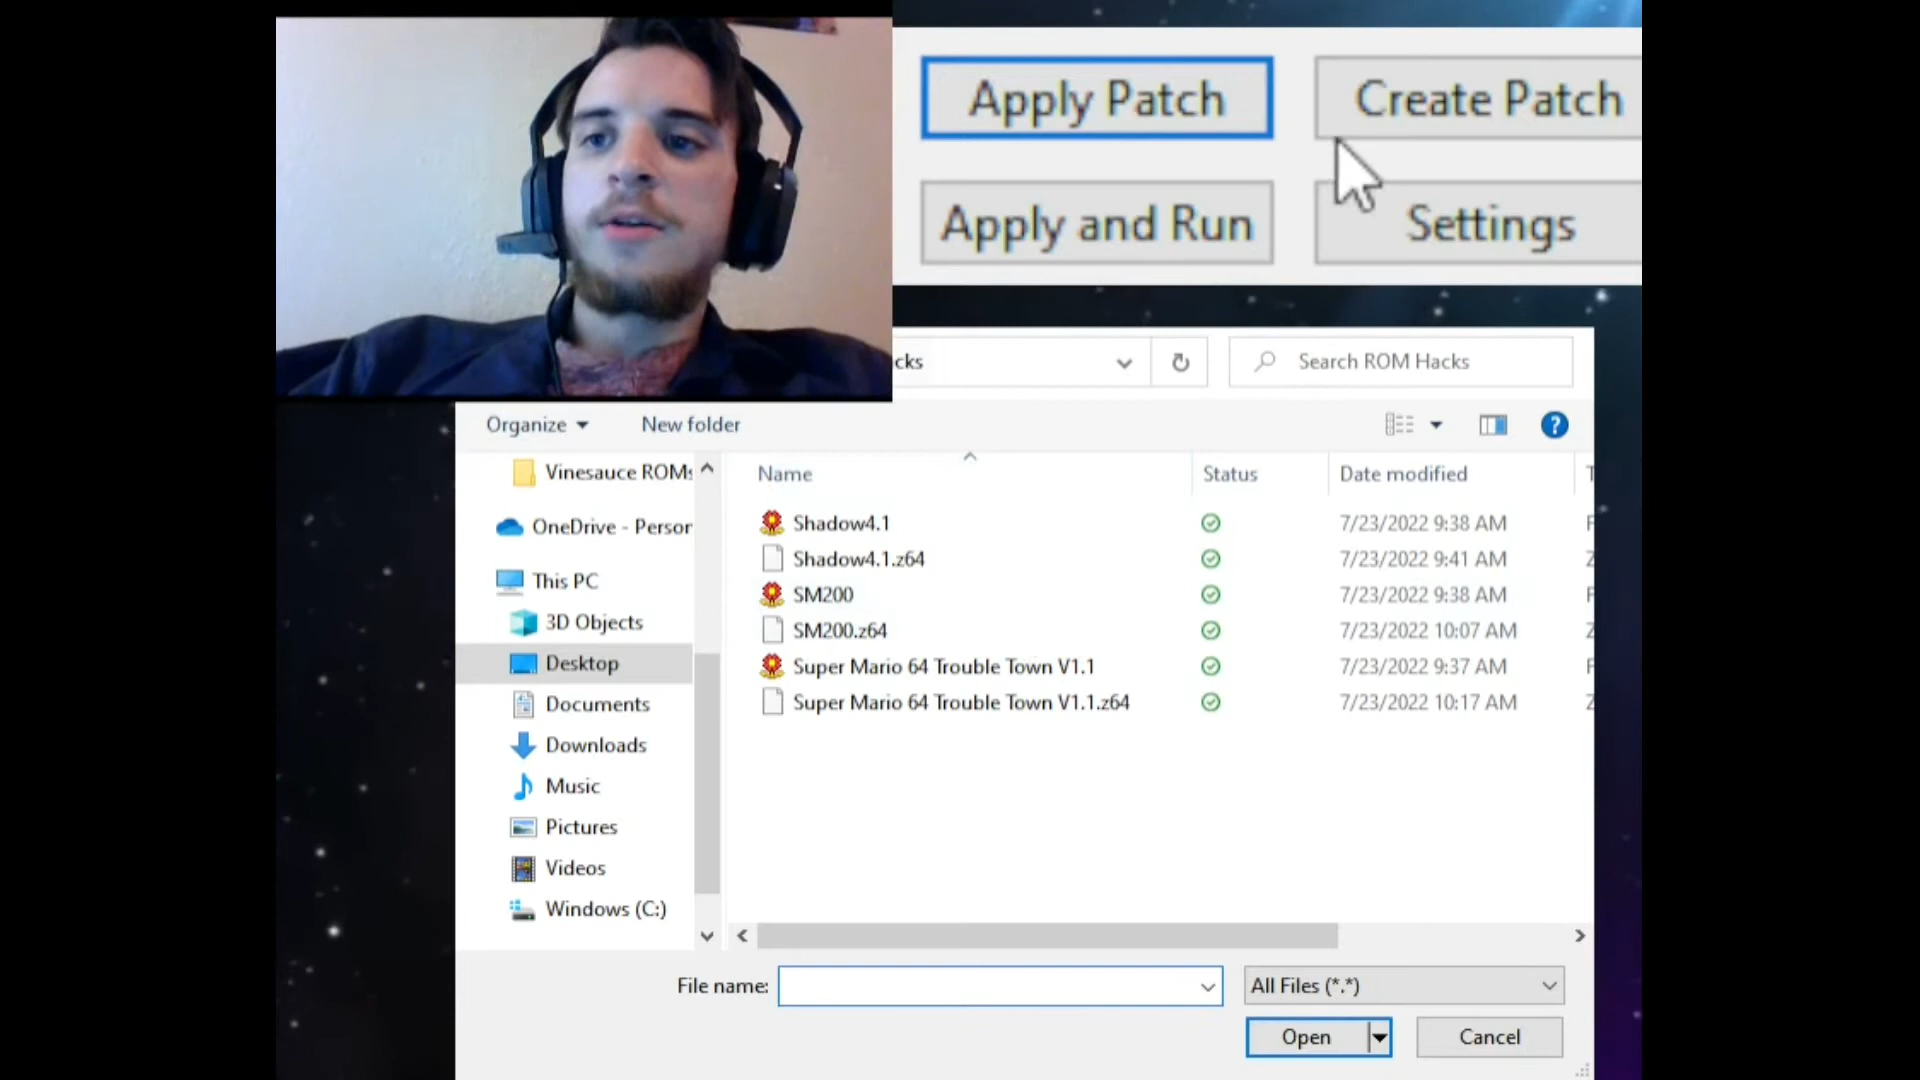 Apply Patch
Create Patch
Apply and Run
Settings
cks
Search ROM Hacks
Organize
New folder
?
Vinesauce ROMs
OneDrive - Person
This PC
3D Objects
Desktop
Documents
Downloads
Music
Pictures
Videos
Windows (C:)
Name Status Date modified T
Shadow4.1 7/23/2022 9:38 AM F
Shadow4.1.z64 7/23/2022 9:41 AM Z
SM200 7/23/2022 9:38 AM F
SM200.z64 7/23/2022 10:07 AM Z
Super Mario 64 Trouble Town V1.1 7/23/2022 9:37 AM F
Super Mario 64 Trouble Town V1.1.z64 7/23/2022 10:17 AM Z
File name:
All Files (*.*)
Open
Cancel